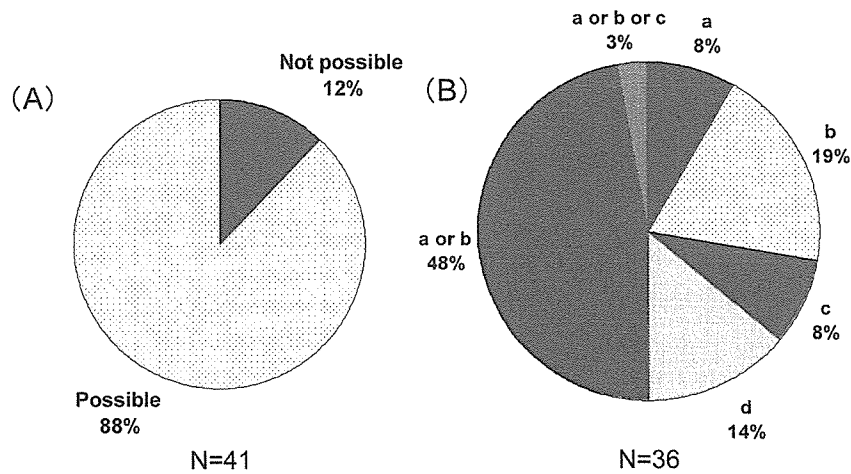 (A)
Not possible
12%
Possible
88%
N=41
(B)
a or b or c
3%
a
8%
b
19%
c
8%
d
14%
a or b
48%
N=36